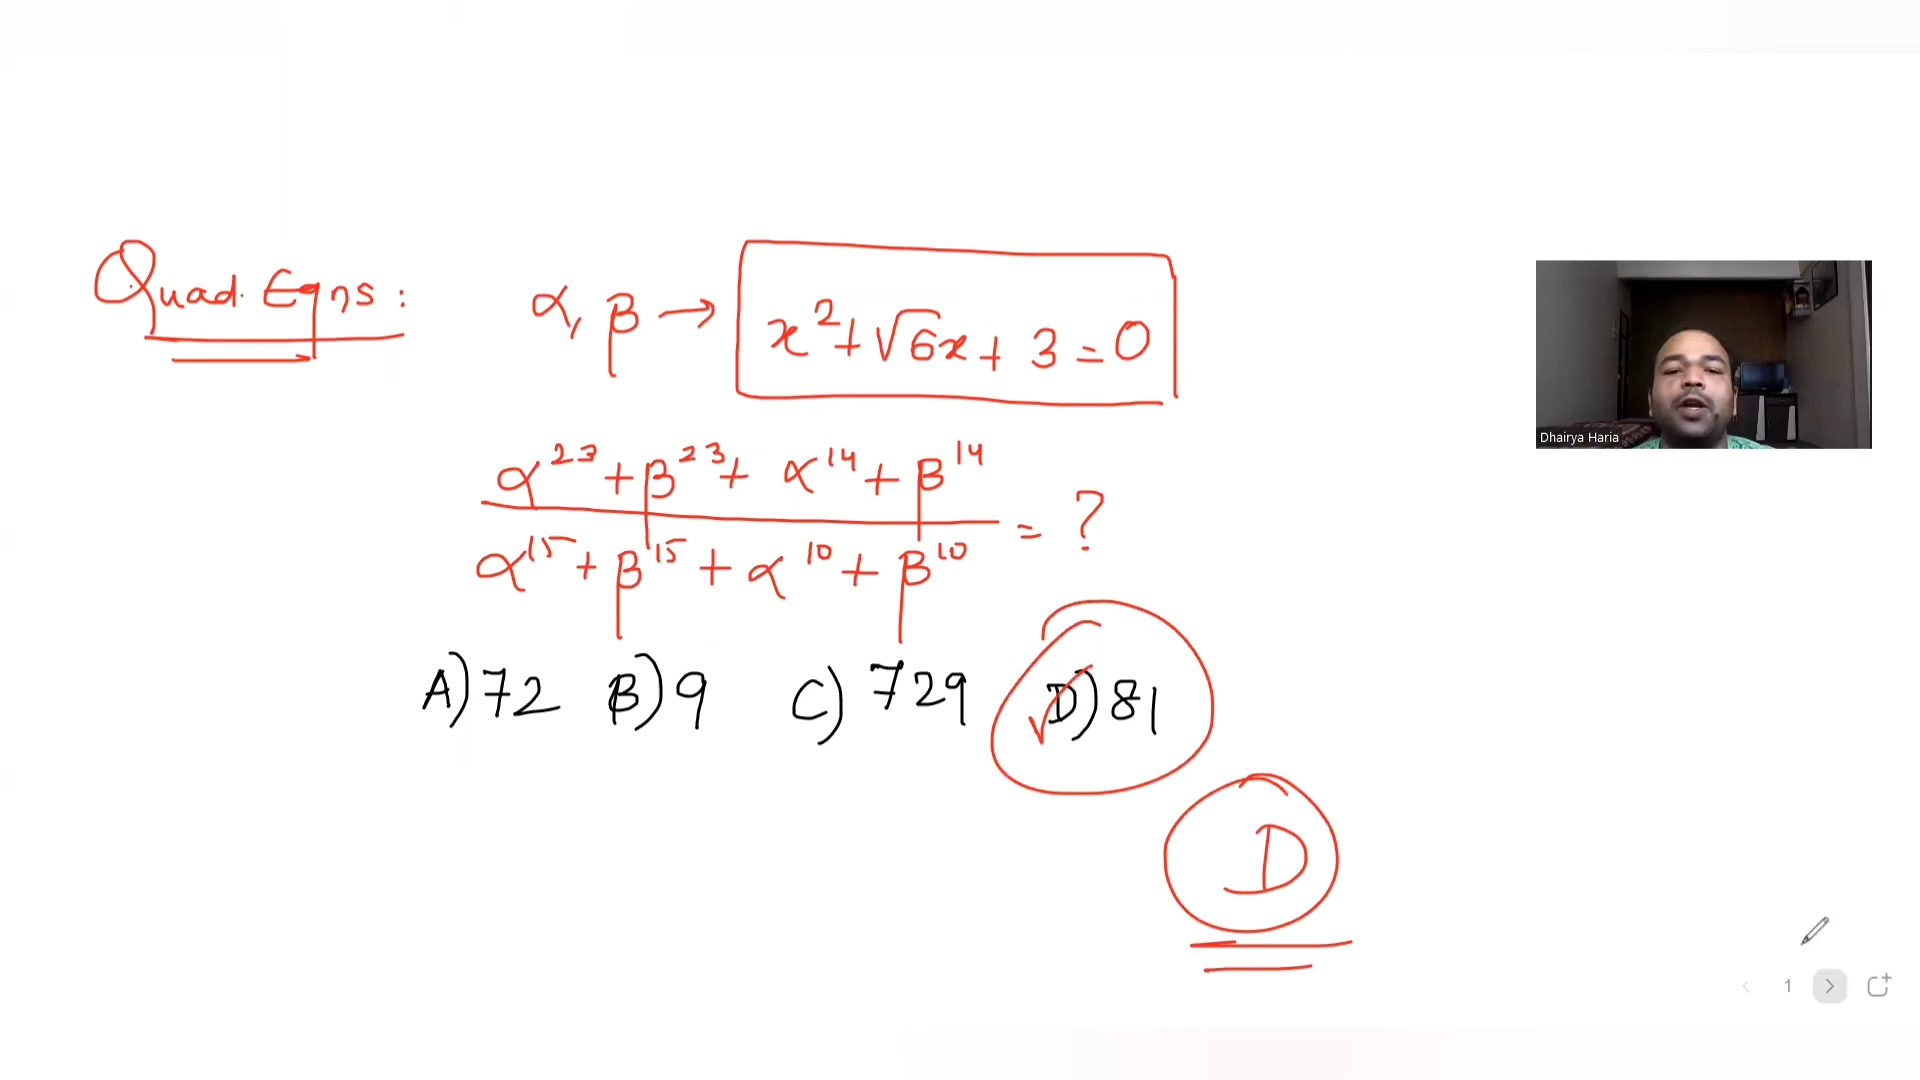 Quad. Eqns :
α, β → x² + √6x + 3 = 0
α²³ + β²³ + α¹⁴ + β¹⁴
α¹⁵ + β¹⁵ + α¹⁰ + β¹⁰
= ?
A) 72 B) 9 C) 729 D) 81
D
Dhairya Haria
1